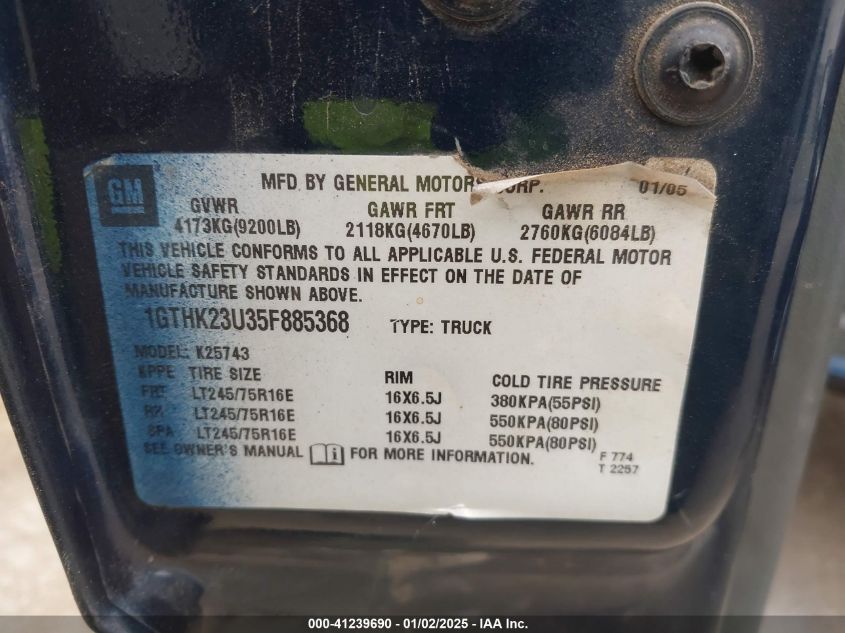 GM
MFD BY GENERAL MOTORS CORP. 01/05
GVWR GAWR FRT GAWR RR
4173KG(9200LB) 2118KG(4670LB) 2760KG(6084LB)
THIS VEHICLE CONFORMS TO ALL APPLICABLE U.S. FEDERAL MOTOR
VEHICLE SAFETY STANDARDS IN EFFECT ON THE DATE OF
MANUFACTURE SHOWN ABOVE.
1GTHK23U35F885368 TYPE: TRUCK
MODEL: K25743
KPPE TIRE SIZE RIM COLD TIRE PRESSURE
FRT LT245/75R16E 16X6.5J 380KPA(55PSI)
RR LT245/75R16E 16X6.5J 550KPA(80PSI)
SPA LT245/75R16E 16X6.5J 550KPA(80PSI)
SEE OWNER'S MANUAL i FOR MORE INFORMATION.
F 774
T 2257
000-41239690 - 01/02/2025 - IAA Inc.